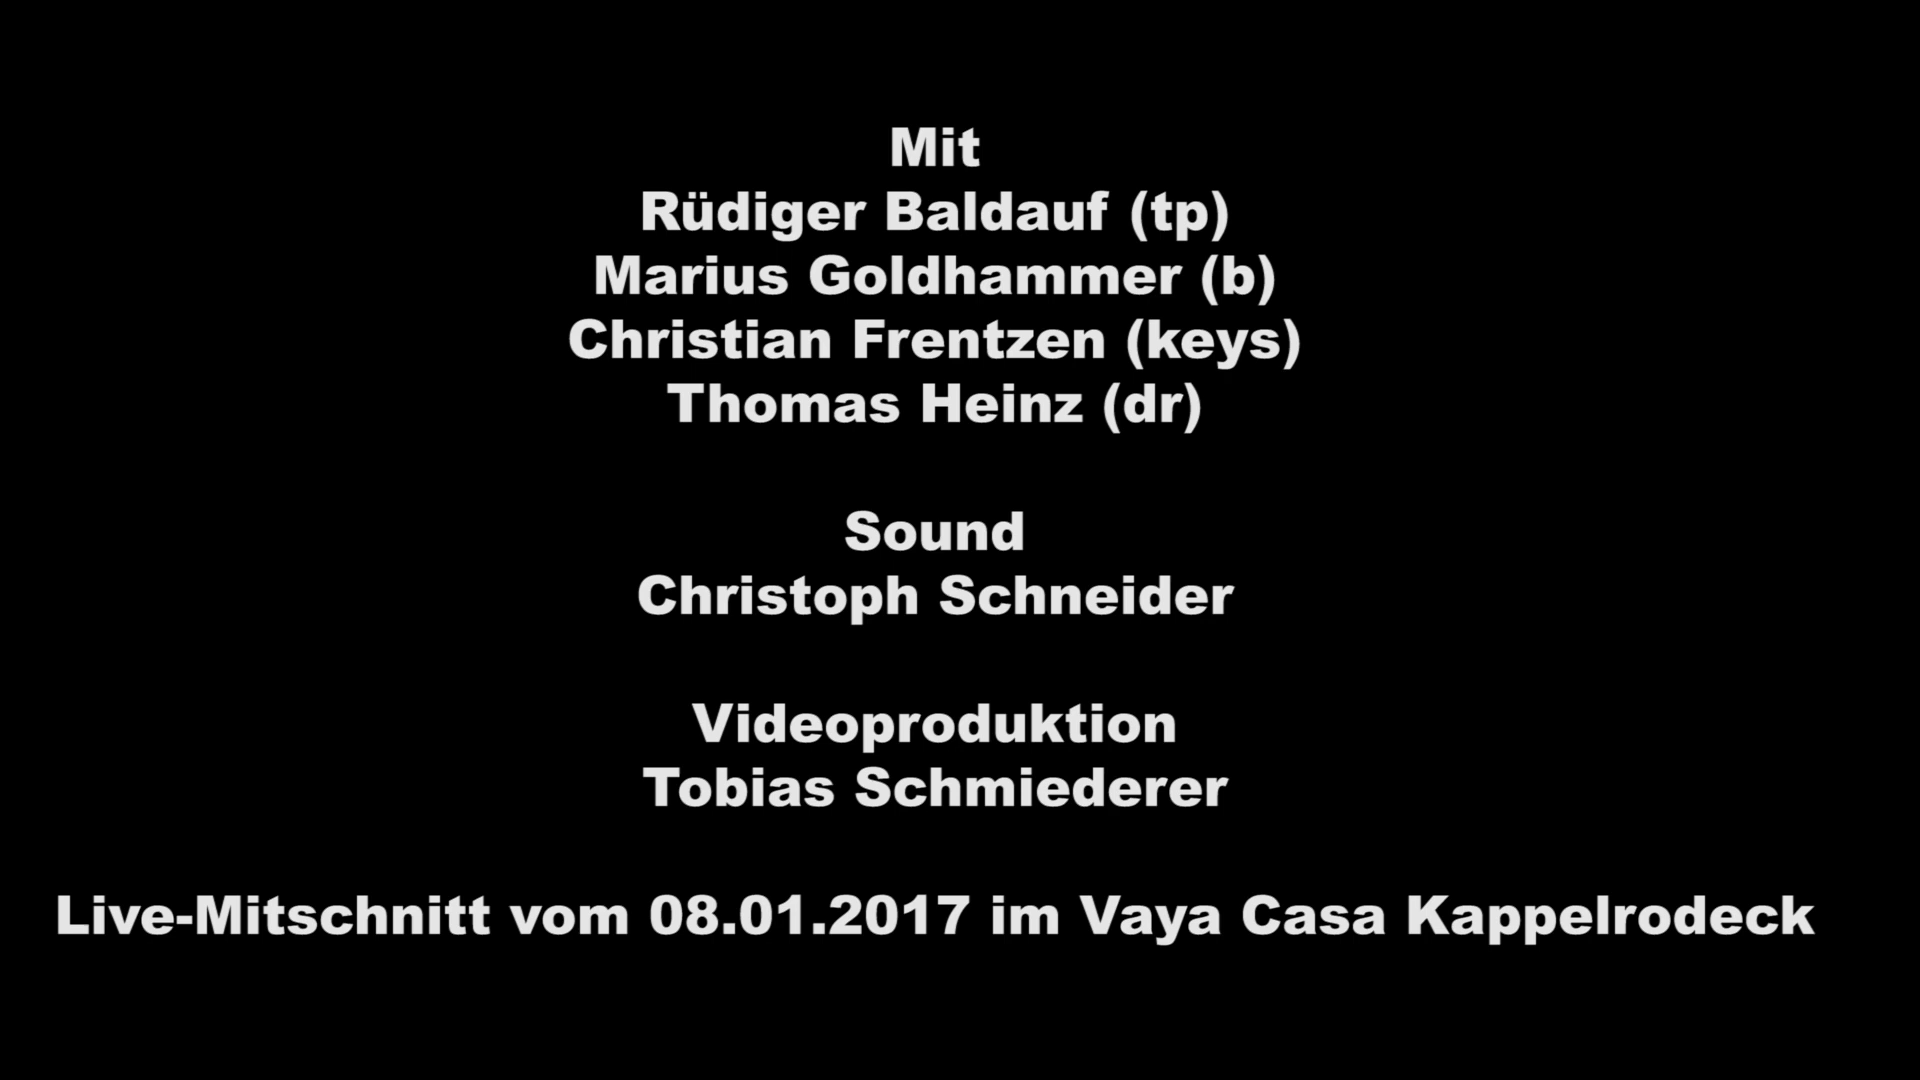 Mit
Rüdiger Baldauf (tp)
Marius Goldhammer (b)
Christian Frentzen (keys)
Thomas Heinz (dr)
Sound
Christoph Schneider
Videoproduktion
Tobias Schmiederer
Live-Mitschnitt vom 08.01.2017 im Vaya Casa Kappelrodeck